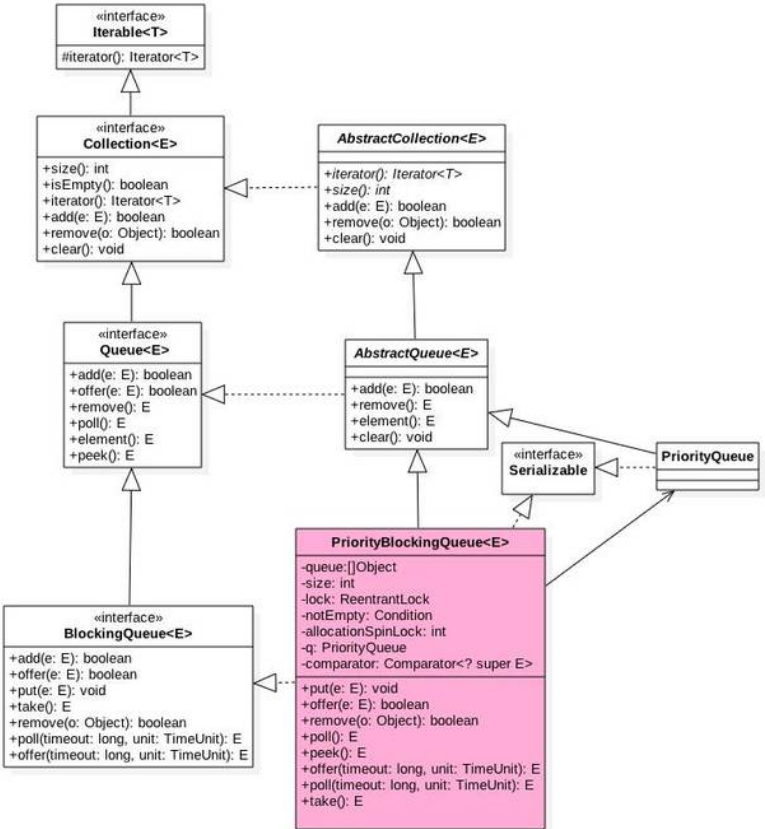 «interface»
Iterable<T>
#iterator(): Iterator<T>
«interface»
Collection<E>
+size(): int
+isEmpty(): boolean
+iterator(): Iterator<T>
+add(e: E): boolean
+remove(o: Object): boolean
+clear(): void
AbstractCollection<E>
+iterator(): Iterator<T>
+size(): int
+add(e: E): boolean
+remove(o: Object): boolean
+clear(): void
«interface»
Queue<E>
+add(e: E): boolean
+offer(e: E): boolean
+remove(): E
+poll(): E
+element(): E
+peek(): E
AbstractQueue<E>
+add(e: E): boolean
+remove(): E
+element(): E
+clear(): void
«interface»
Serializable
PriorityQueue
PriorityBlockingQueue<E>
-queue:[]Object
-size: int
-lock: ReentrantLock
-notEmpty: Condition
-allocationSpinLock: int
-q: PriorityQueue
-comparator: Comparator<? super E>
+put(e: E): void
+offer(e: E): boolean
+remove(o: Object): boolean
+poll(): E
+peek(): E
+offer(timeout: long, unit: TimeUnit): E
+poll(timeout: long, unit: TimeUnit): E
+take(): E
«interface»
BlockingQueue<E>
+add(e: E): boolean
+offer(e: E): boolean
+put(e: E): void
+take(): E
+remove(o: Object): boolean
+poll(timeout: long, unit: TimeUnit): E
+offer(timeout: long, unit: TimeUnit): E